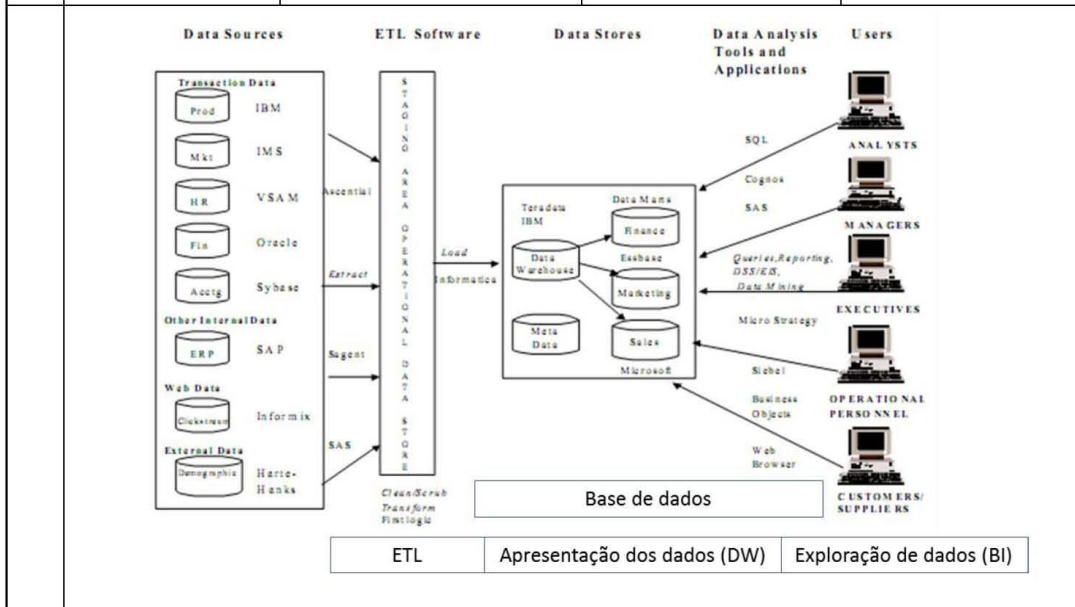 Data Sources
ETL Software
Data Stores
Data Analysis
Tools and
Applications
Users
Transaction Data
Prod
IBM
Mkt
IMS
HR
VSAM
Fin
Oracle
Acctg
Sybase
Other Internal Data
ERP
SAP
Web Data
Clickstream
Informix
External Data
Demographic
Harte-
Hanks
Ascential
Extract
Sagent
SAS
STAGING AREA OPERATIONAL DATA STORE
Clean/Scrub
Transform
Firstlogic
Load
Informatica
Teradata
IBM
Data
Warehouse
Meta
Data
Data Marts
Finance
Essbase
Marketing
Sales
Microsoft
SQL
Cognos
SAS
Queries,Reporting,
DSS/EIS,
Data Mining
Micro Strategy
Siebel
Business
Objects
Web
Browser
ANALYSTS
MANAGERS
EXECUTIVES
OPERATIONAL
PERSONNEL
CUSTOMERS/
SUPPLIERS
Base de dados
ETL
Apresentação dos dados (DW)
Exploração de dados (BI)